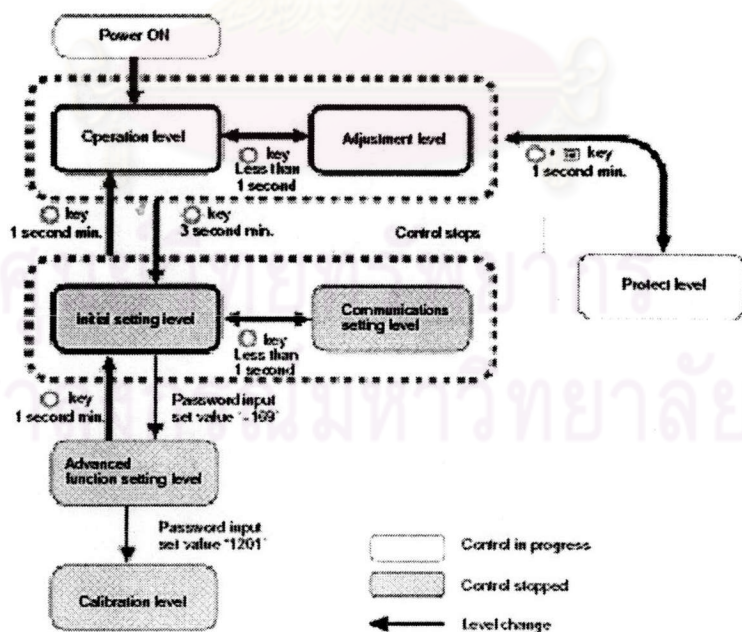 Power ON
Operation level
key
Less than
1 second
Adjustment level
key
1 second min.
key
1 second min.
key
3 second min.
Control stops
Protect level
Initial setting level
key
Less than
1 second
Communications
setting level
key
1 second min.
Password input
set value "-169"
Advanced
function setting level
Password input
set value "1201"
Calibration level
Control in progress
Control stopped
Level change